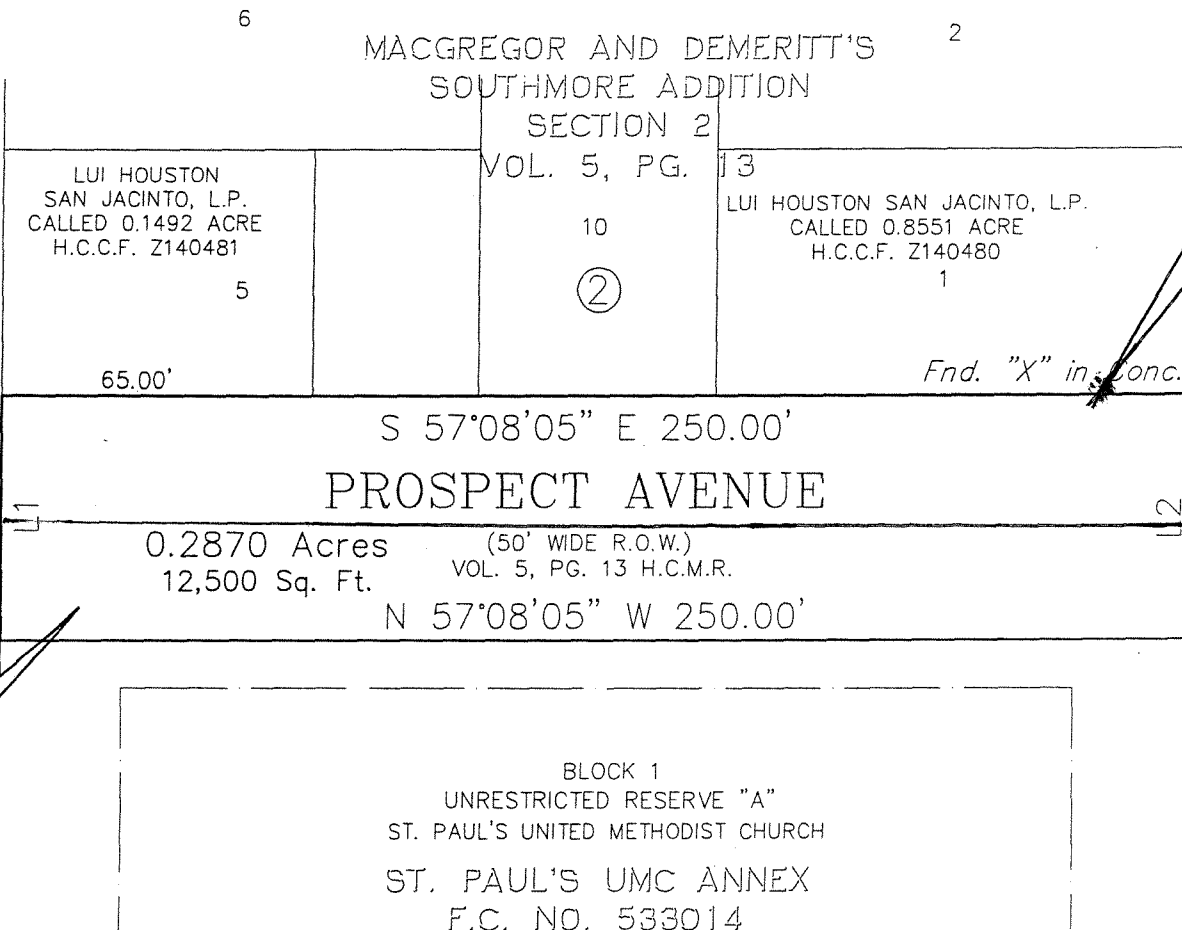 6
2
MACGREGOR AND DEMERITT'S
SOUTHMORE ADDITION
SECTION 2
VOL. 5, PG. 13
LUI HOUSTON
SAN JACINTO, L.P.
CALLED 0.1492 ACRE
H.C.C.F. Z140481
5
10
2
LUI HOUSTON SAN JACINTO, L.P.
CALLED 0.8551 ACRE
H.C.C.F. Z140480
1
65.00'
Fnd. "X" in Conc.
S 57°08'05" E 250.00'
PROSPECT AVENUE
L1
L2
0.2870 Acres
12,500 Sq. Ft.
(50' WIDE R.O.W.)
VOL. 5, PG. 13 H.C.M.R.
N 57°08'05" W 250.00'
BLOCK 1
UNRESTRICTED RESERVE "A"
ST. PAUL'S UNITED METHODIST CHURCH
ST. PAUL'S UMC ANNEX
F.C. NO. 533014